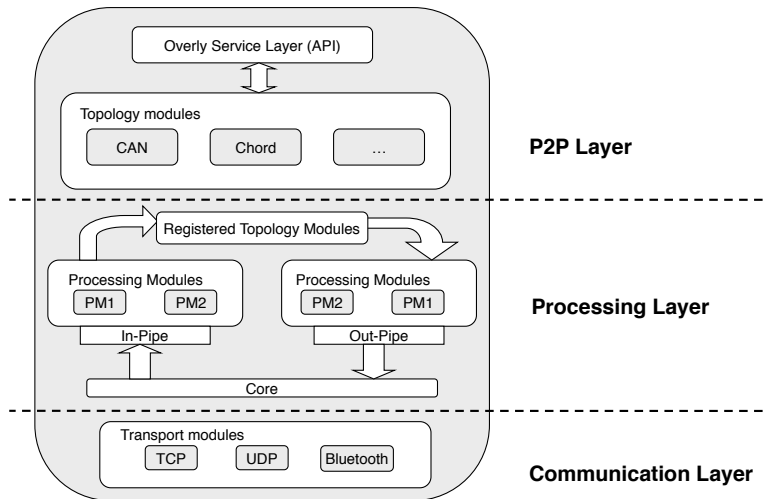 Overly Service Layer (API)
Topology modules
CAN
Chord
...
P2P Layer
Registered Topology Modules
Processing Modules
PM1
PM2
In-Pipe
Processing Modules
PM2
PM1
Out-Pipe
Processing Layer
Core
Transport modules
TCP
UDP
Bluetooth
Communication Layer